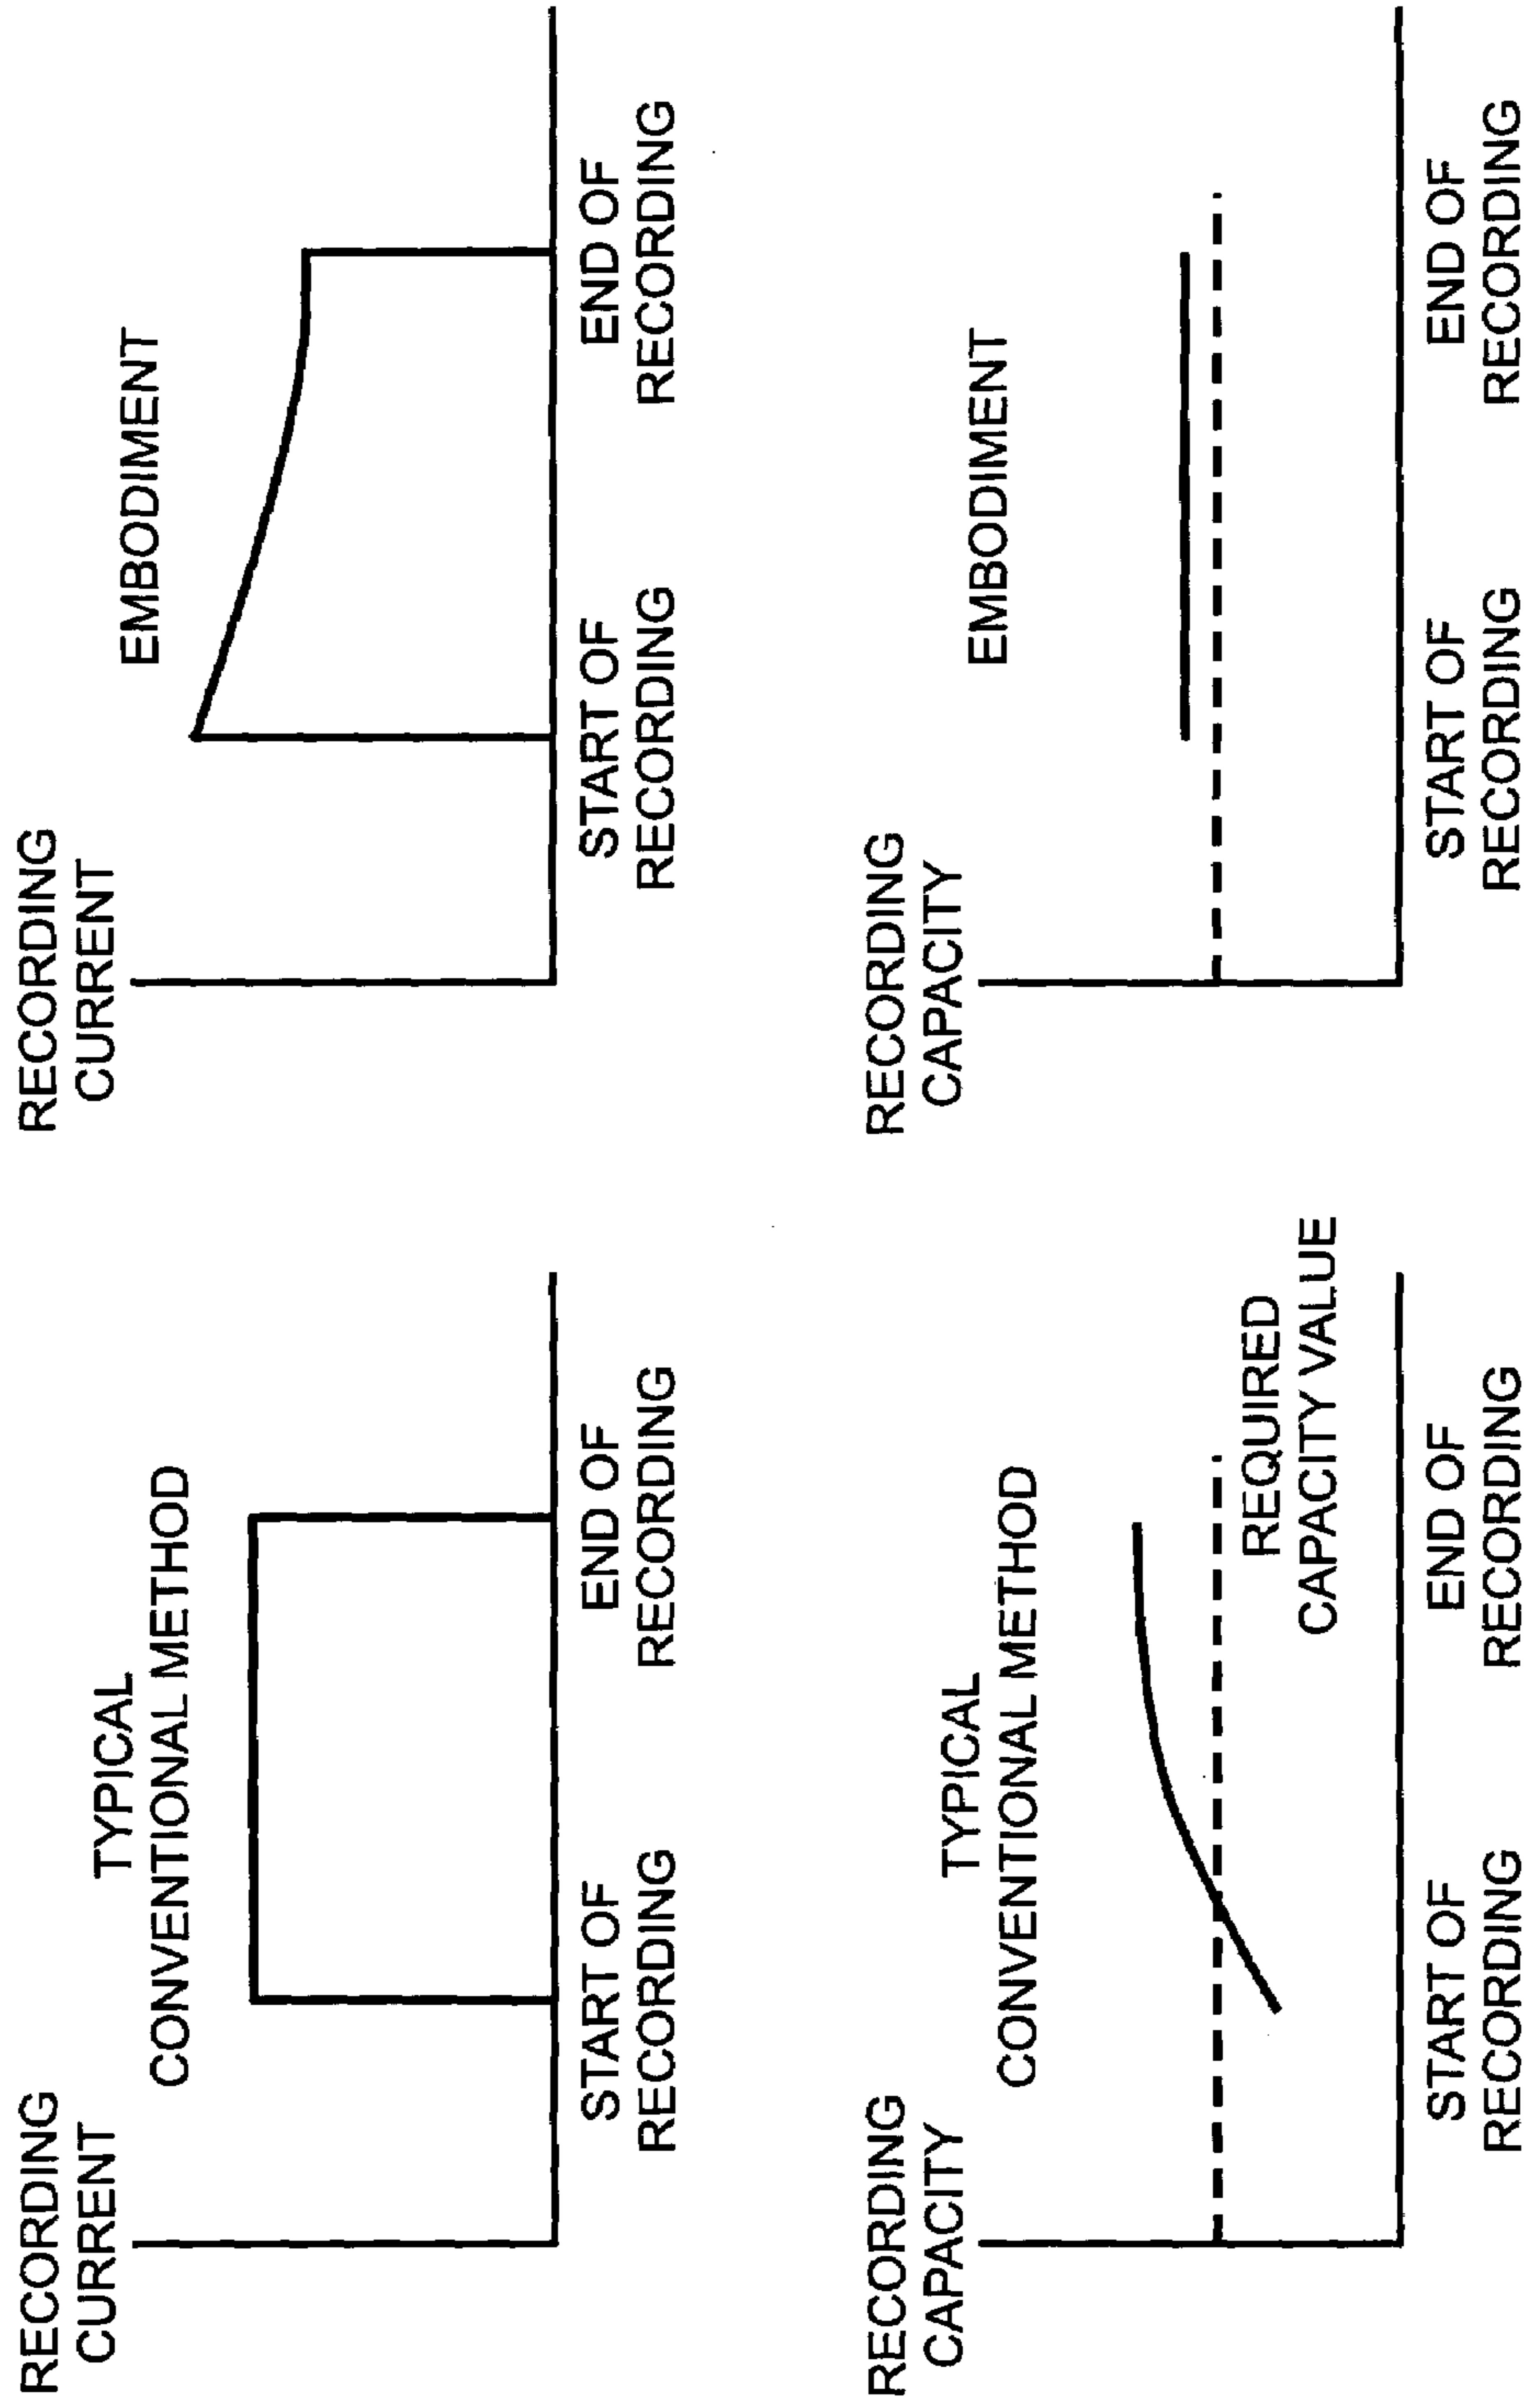 RECORDING
CURRENT
TYPICAL
CONVENTIONAL METHOD
START OF
RECORDING
END OF
RECORDING
RECORDING
CURRENT
EMBODIMENT
START OF
RECORDING
END OF
RECORDING
RECORDING
CAPACITY
TYPICAL
CONVENTIONAL METHOD
REQUIRED
CAPACITY VALUE
START OF
RECORDING
END OF
RECORDING
RECORDING
CAPACITY
EMBODIMENT
START OF
RECORDING
END OF
RECORDING